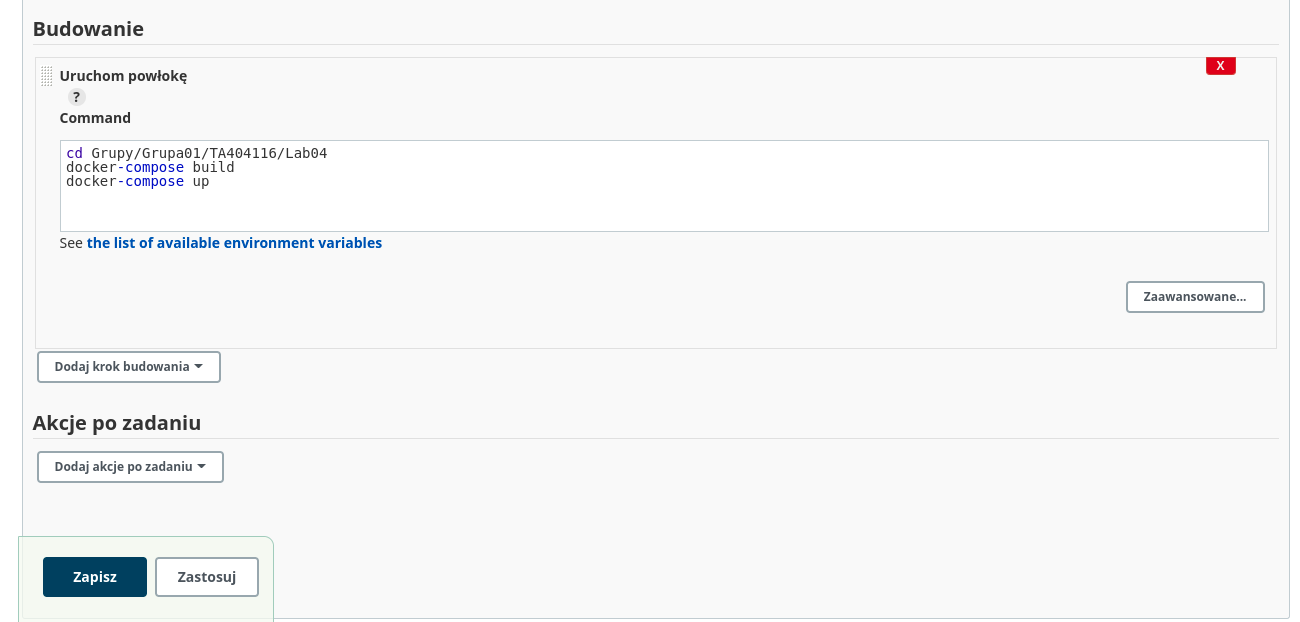 Budowanie
X
Uruchom powłokę
?
Command
cd Grupy/Grupa01/TA404116/Lab04
docker-compose build
docker-compose up
See the list of available environment variables
Zaawansowane...
Dodaj krok budowania
Akcje po zadaniu
Dodaj akcje po zadaniu
Zapisz Zastosuj